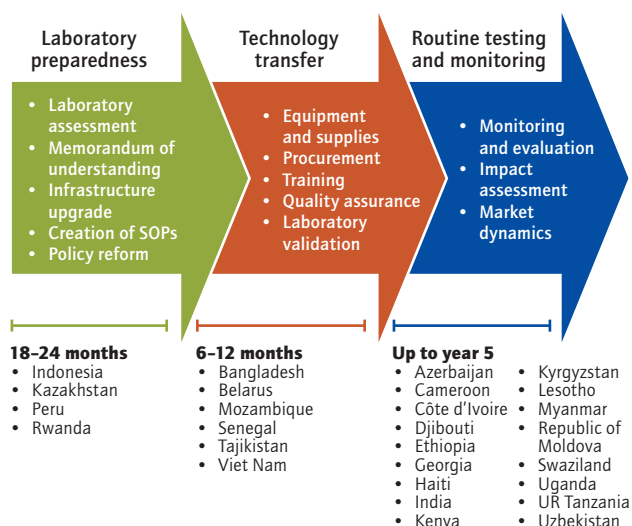 Laboratory
preparedness
• Laboratory
assessment
• Memorandum of
understanding
• Infrastructure
upgrade
• Creation of SOPs
• Policy reform
Technology
transfer
• Equipment
and supplies
• Procurement
• Training
• Quality assurance
• Laboratory
validation
Routine testing
and monitoring
• Monitoring
and evaluation
• Impact
assessment
• Market
dynamics
18–24 months
• Indonesia
• Kazakhstan
• Peru
• Rwanda
6–12 months
• Bangladesh
• Belarus
• Mozambique
• Senegal
• Tajikistan
• Viet Nam
Up to year 5
• Azerbaijan
• Cameroon
• Côte d'Ivoire
• Djibouti
• Ethiopia
• Georgia
• Haiti
• India
• Kenya
• Kyrgyzstan
• Lesotho
• Myanmar
• Republic of
Moldova
• Swaziland
• Uganda
• UR Tanzania
• Uzbekistan